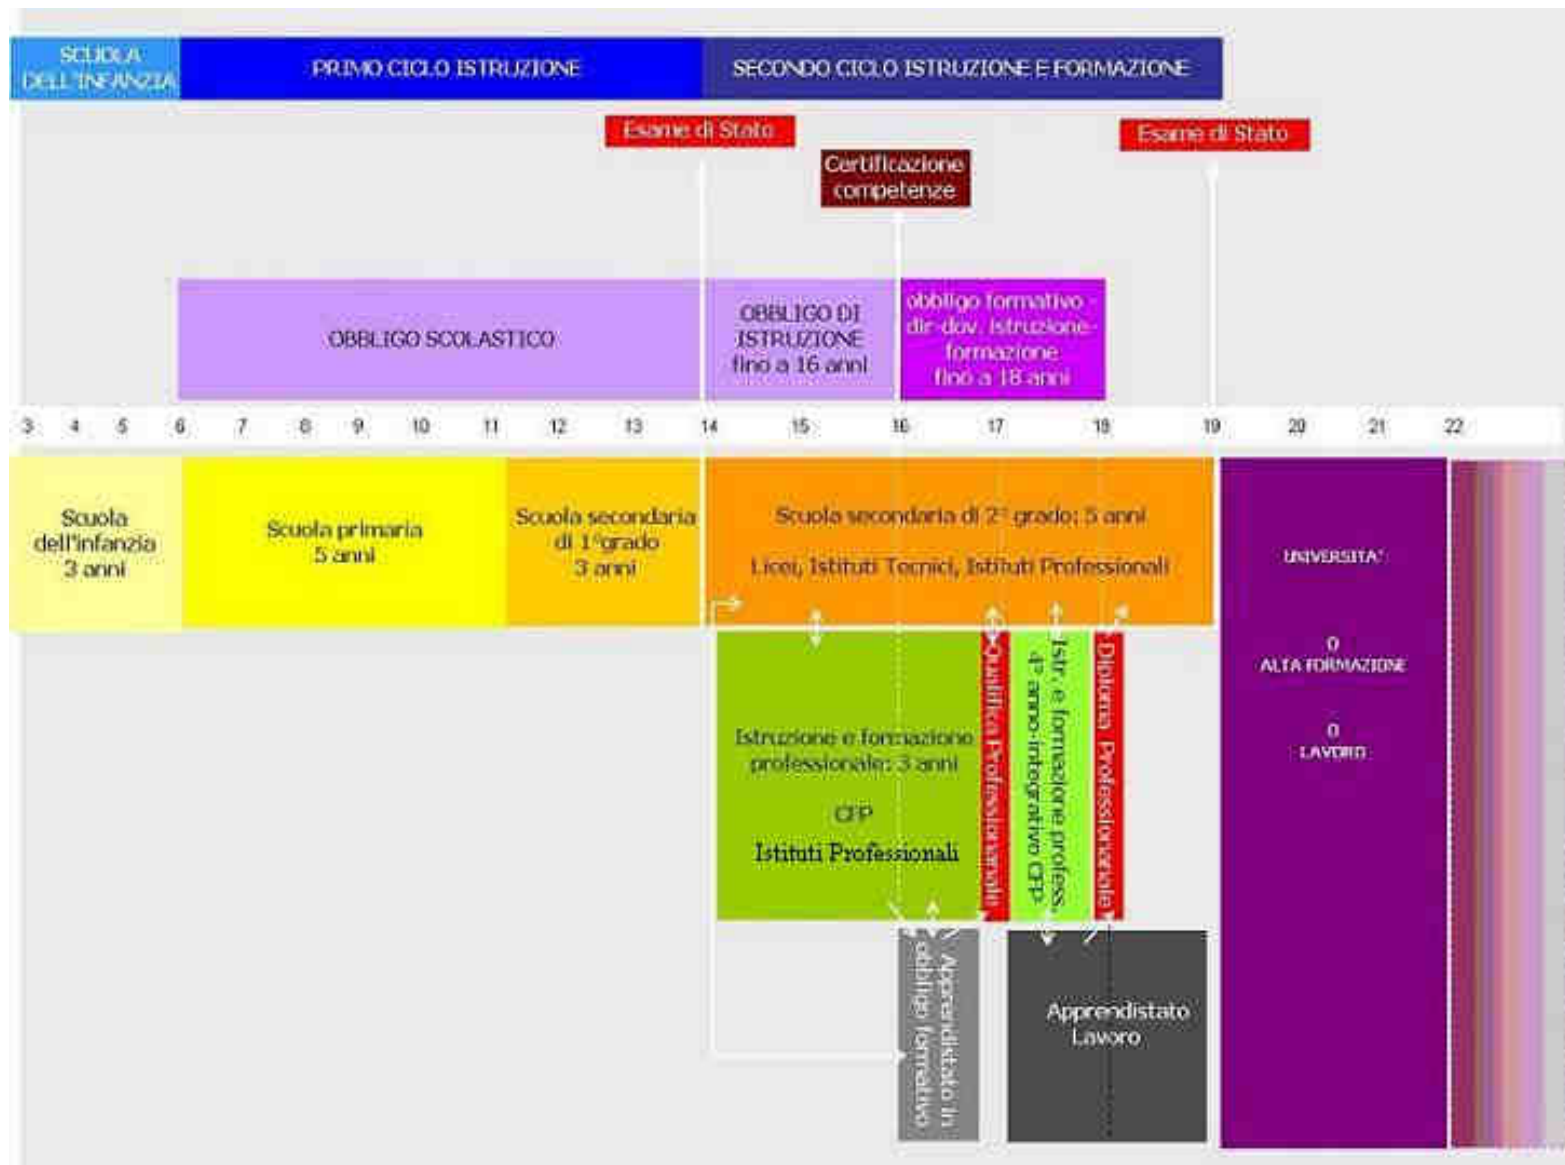 SCUOLA
DELL'INFANZIA
PRIMO CICLO ISTRUZIONE
SECONDO CICLO ISTRUZIONE E FORMAZIONE
Esame di Stato
Esame di Stato
Certificazione
competenze
OBBLIGO SCOLASTICO
OBBLIGO DI
ISTRUZIONE
fino a 16 anni
obbligo formativo -
dir-dov. istruzione-
formazione
fino a 18 anni
3 4 5 6 7 8 9 10 11 12 13 14 15 16 17 18 19 20 21 22
Scuola
dell'infanzia
3 anni
Scuola primaria
5 anni
Scuola secondaria
di 1°grado
3 anni
Scuola secondaria di 2° grado: 5 anni
Licei, Istituti Tecnici, Istituti Professionali
UNIVERSITA'
O
ALTA FORMAZIONE
O
LAVORO
Istruzione e formazione
professionale: 3 anni
CFP
Istituti Professionali
Qualifica Professionale
Istr. e formazione profess.
4° anno-integrativo CFP
Diploma Professionale
Apprendistato in
obbligo formativo
Apprendistato
Lavoro